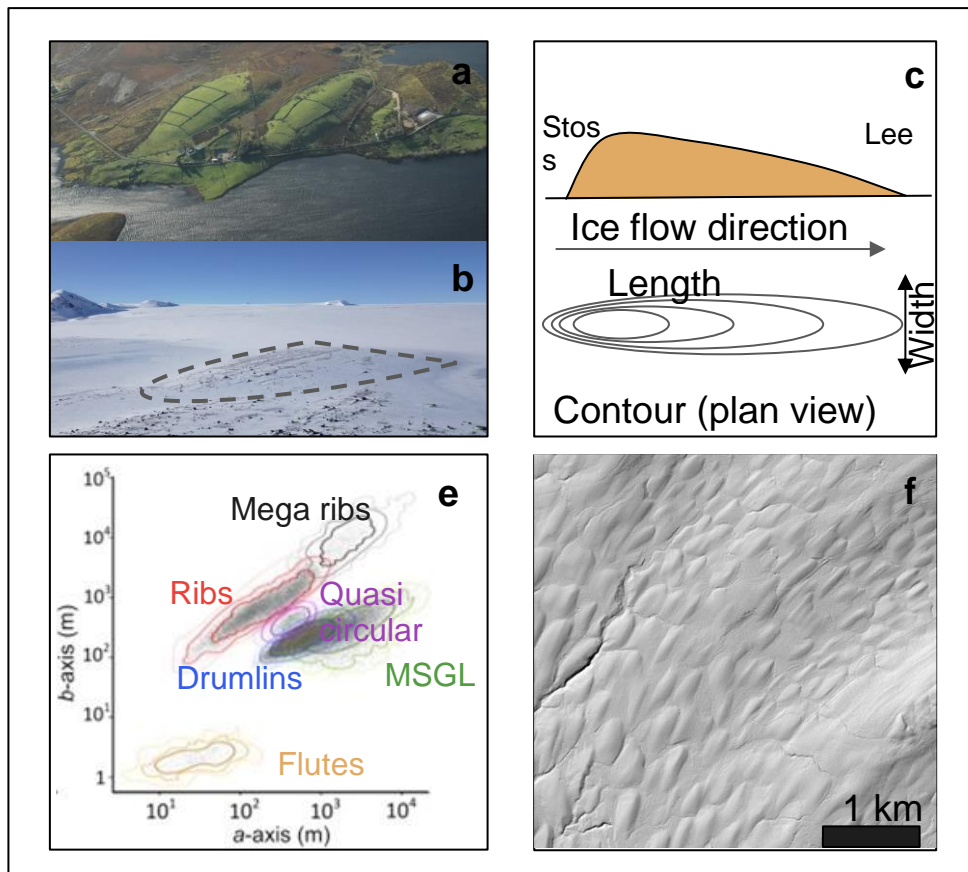 a
b
c
Stos
s
Lee
Ice flow direction
Length
Width
Contour (plan view)
e
10⁵
10⁴
10³
10²
10¹
1
b-axis (m)
Mega ribs
Ribs
Quasi
circular
Drumlins
MSGL
Flutes
10¹ 10² 10³ 10⁴
a-axis (m)
f
1 km